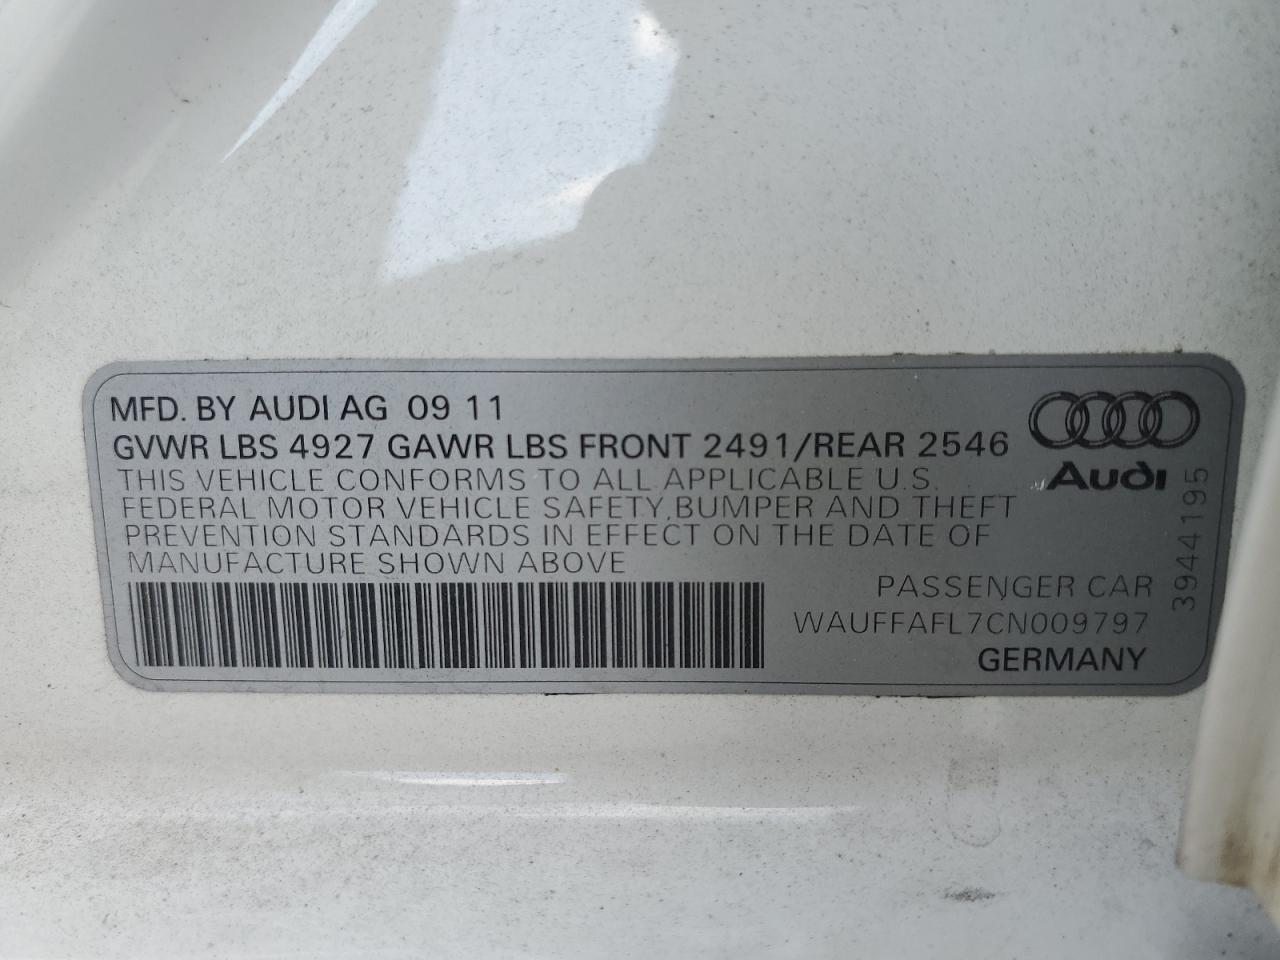 MFD. BY AUDI AG 09 11
GVWR LBS 4927 GAWR LBS FRONT 2491/REAR 2546
THIS VEHICLE CONFORMS TO ALL APPLICABLE U.S.
FEDERAL MOTOR VEHICLE SAFETY, BUMPER AND THEFT
PREVENTION STANDARDS IN EFFECT ON THE DATE OF
MANUFACTURE SHOWN ABOVE
Audi
PASSENGER CAR
WAUFFAFL7CN009797
GERMANY
3944195